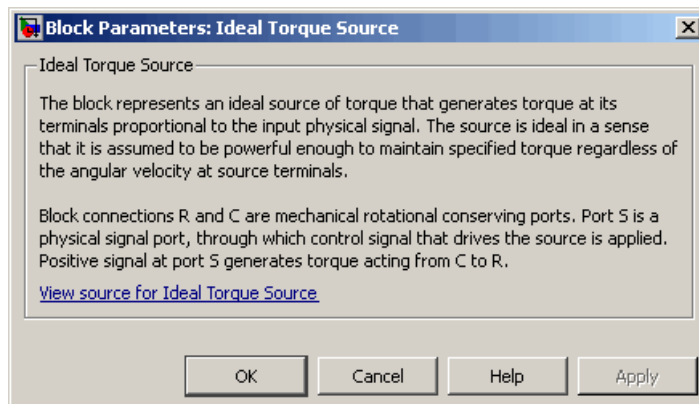 Block Parameters: Ideal Torque Source
Ideal Torque Source
The block represents an ideal source of torque that generates torque at its
terminals proportional to the input physical signal. The source is ideal in a sense
that it is assumed to be powerful enough to maintain specified torque regardless of
the angular velocity at source terminals.
Block connections R and C are mechanical rotational conserving ports. Port S is a
physical signal port, through which control signal that drives the source is applied.
Positive signal at port S generates torque acting from C to R.
View source for Ideal Torque Source
OK Cancel Help Apply